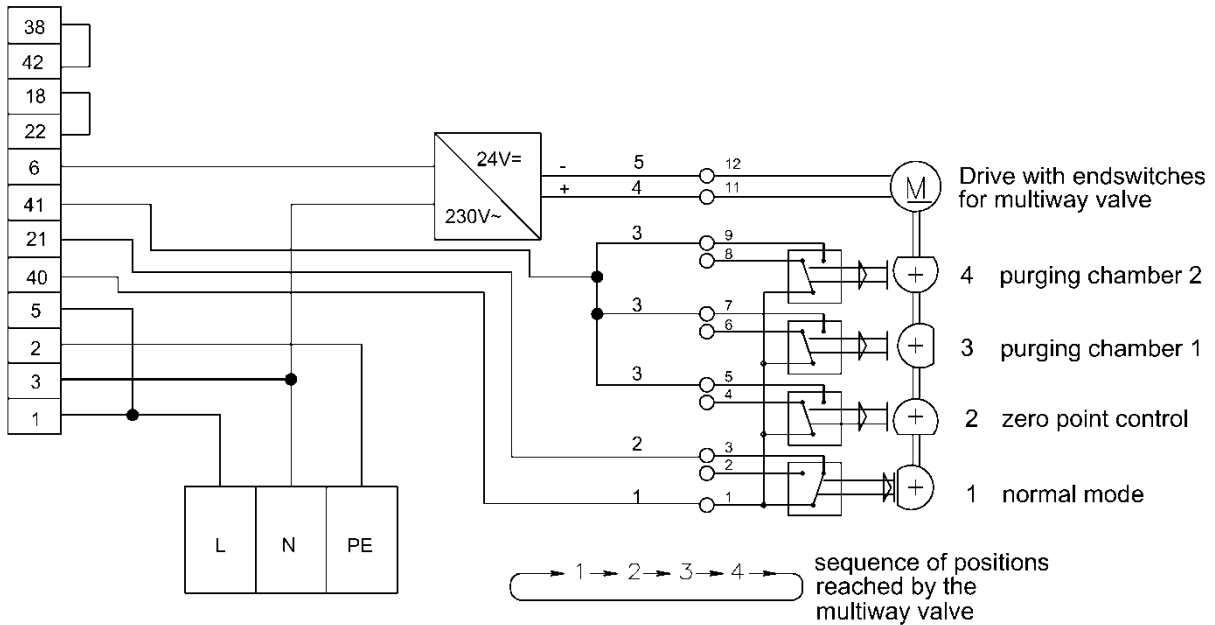 38
42
18
22
6
41
21
40
5
2
3
1
24V=
230V~
- 5 12
+ 4 11
M
Drive with endswitches
for multiway valve
3 9
8
+
4 purging chamber 2
3 7
6
+
3 purging chamber 1
3 5
4
+
2 zero point control
2 3
2
1 1
+
1 normal mode
L N PE
1 2 3 4
sequence of positions
reached by the
multiway valve